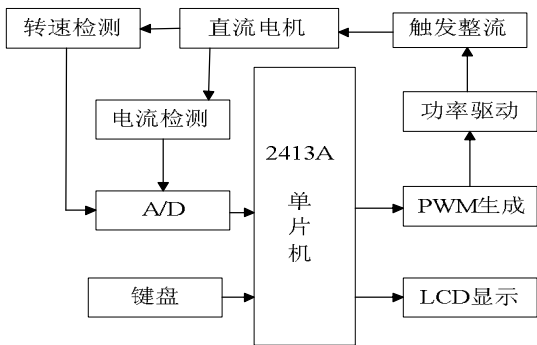 转速检测
直流电机
触发整流
电流检测
2413A
单
片
机
功率驱动
A/D
PWM生成
键盘
LCD显示